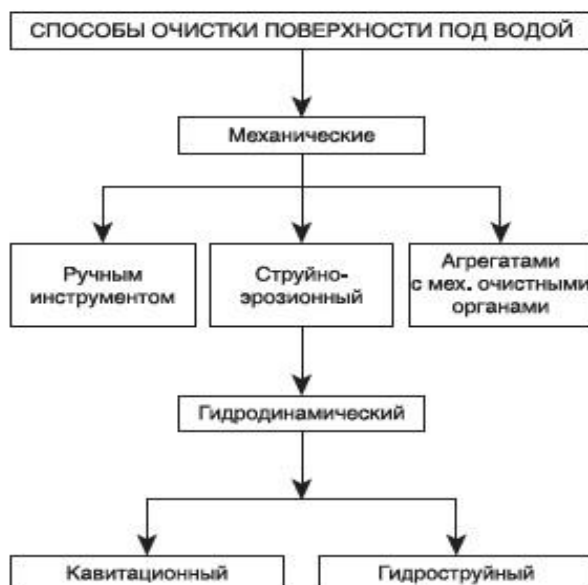 СПОСОБЫ ОЧИСТКИ ПОВЕРХНОСТИ ПОД ВОДОЙ
Механические
Ручным
инструментом
Струйно-
эрозионный
Агрегатами
с мех. очистными
органами
Гидродинамический
Кавитационный
Гидроструйный